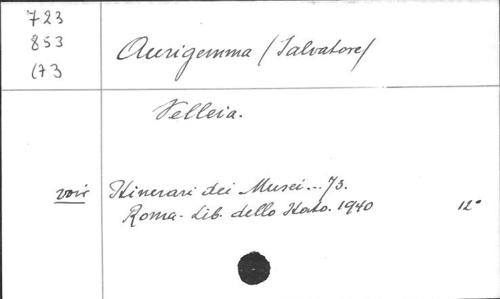 723
853
(73
Aurigemma (Salvatore)
Velleia.
voir Itinerari dei Musei... 73.
Roma. Lib. dello Stato. 1940 12°